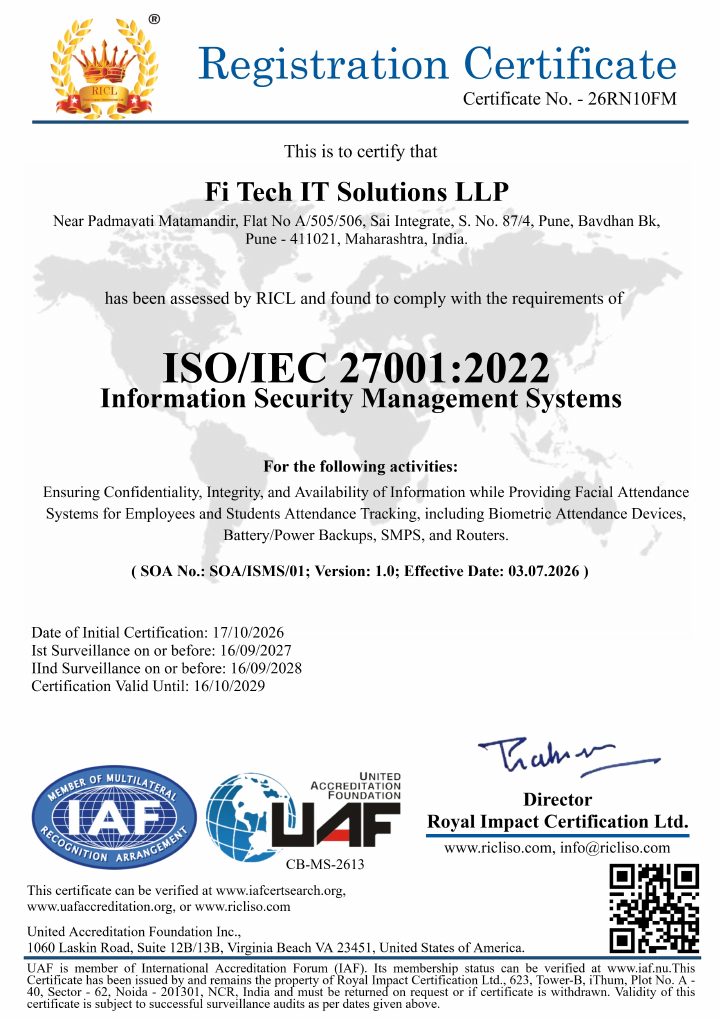 ®
RICL
Registration Certificate
Certificate No. - 26RN10FM
This is to certify that
Fi Tech IT Solutions LLP
Near Padmavati Matamandir, Flat No A/505/506, Sai Integrate, S. No. 87/4, Pune, Bavdhan Bk,
Pune - 411021, Maharashtra, India.
has been assessed by RICL and found to comply with the requirements of
ISO/IEC 27001:2022
Information Security Management Systems
For the following activities:
Ensuring Confidentiality, Integrity, and Availability of Information while Providing Facial Attendance
Systems for Employees and Students Attendance Tracking, including Biometric Attendance Devices,
Battery/Power Backups, SMPS, and Routers.
( SOA No.: SOA/ISMS/01; Version: 1.0; Effective Date: 03.07.2026 )
Date of Initial Certification: 17/10/2026
Ist Surveillance on or before: 16/09/2027
IInd Surveillance on or before: 16/09/2028
Certification Valid Until: 16/10/2029
MEMBER OF MULTILATERAL
IAF
RECOGNITION ARRANGEMENT
UNITED
ACCREDITATION
FOUNDATION
UAF
CB-MS-2613
Director
Royal Impact Certification Ltd.
www.ricliso.com, info@ricliso.com
This certificate can be verified at www.iafcertsearch.org,
www.uafaccreditation.org, or www.ricliso.com
United Accreditation Foundation Inc.,
1060 Laskin Road, Suite 12B/13B, Virginia Beach VA 23451, United States of America.
UAF is member of International Accreditation Forum (IAF). Its membership status can be verified at www.iaf.nu.This
Certificate has been issued by and remains the property of Royal Impact Certification Ltd., 623, Tower-B, iThum, Plot No. A -
40, Sector - 62, Noida - 201301, NCR, India and must be returned on request or if certificate is withdrawn. Validity of this
certificate is subject to successful surveillance audits as per dates given above.